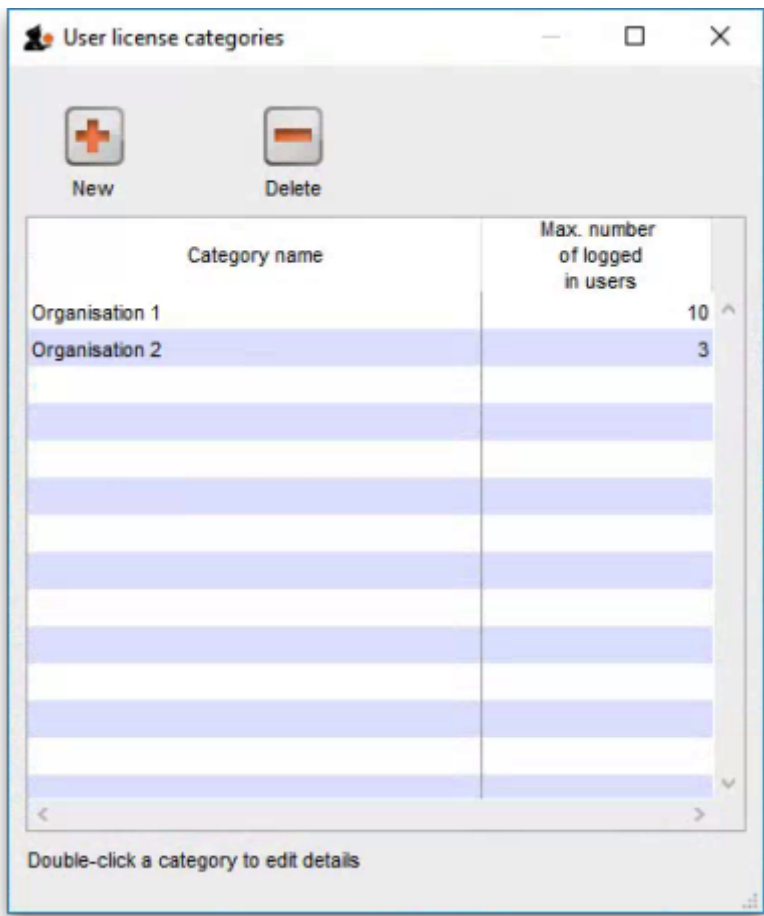 User license categories
New
Delete
Category name
Max. number
of logged
in users
Organisation 1 10
Organisation 2 3
Double-click a category to edit details